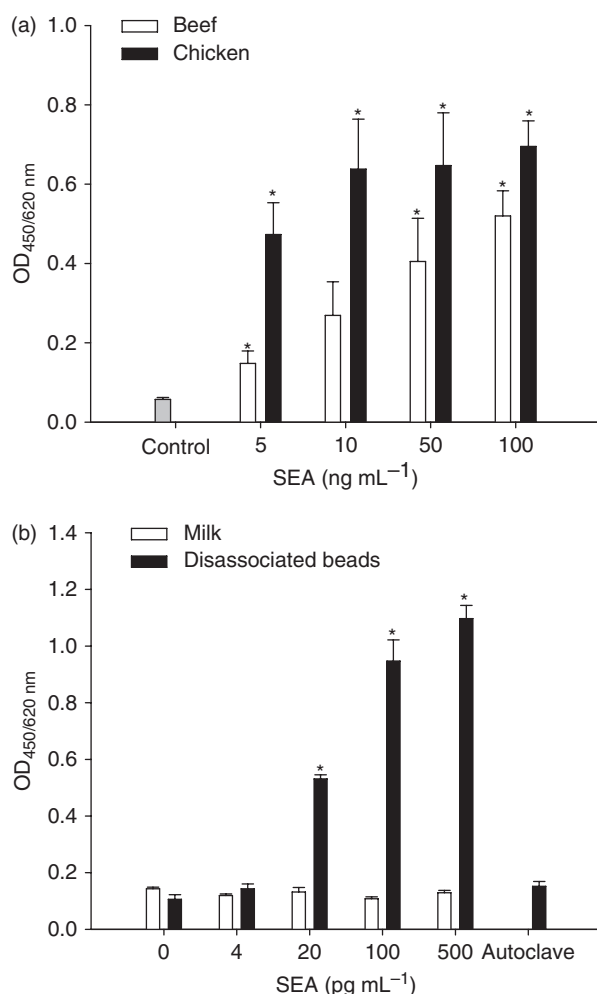 (a)
Beef
Chicken
1.0
0.8
0.6
0.4
0.2
0.0
OD450/620 nm
* * * * * * *
Control 5 10 50 100
SEA (ng mL⁻¹)
(b)
Milk
Disassociated beads
1.4
1.2
1.0
0.8
0.6
0.4
0.2
0.0
OD450/620 nm
* * *
0 4 20 100 500 Autoclave
SEA (pg mL⁻¹)